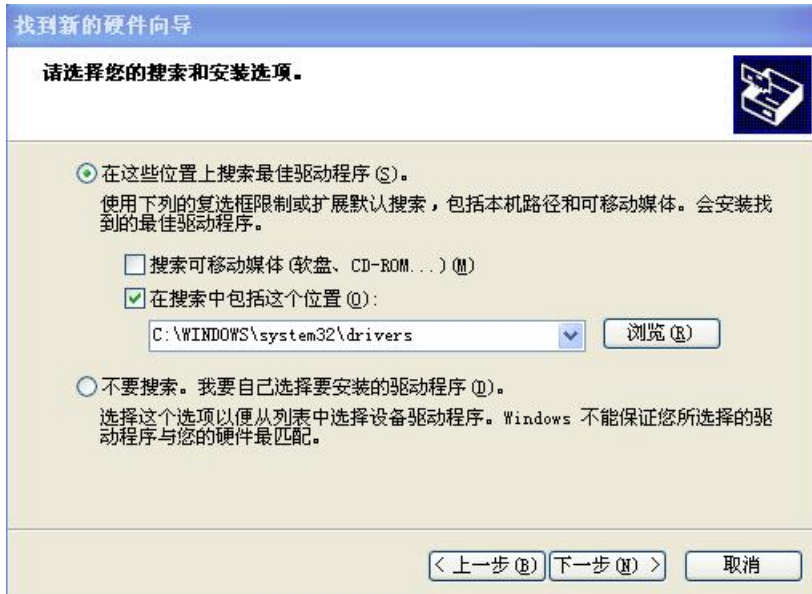 找到新的硬件向导
请选择您的搜索和安装选项。
在这些位置上搜索最佳驱动程序(S)。
使用下列的复选框限制或扩展默认搜索，包括本机路径和可移动媒体。会安装找
到的最佳驱动程序。
搜索可移动媒体(软盘、CD-ROM...)(M)
在搜索中包括这个位置(O):
C:\WINDOWS\system32\drivers
浏览(R)
不要搜索。我要自己选择要安装的驱动程序(D)。
选择这个选项以便从列表中选择设备驱动程序。Windows 不能保证您所选择的驱
动程序与您的硬件最匹配。
< 上一步(B) 下一步(N) > 取消